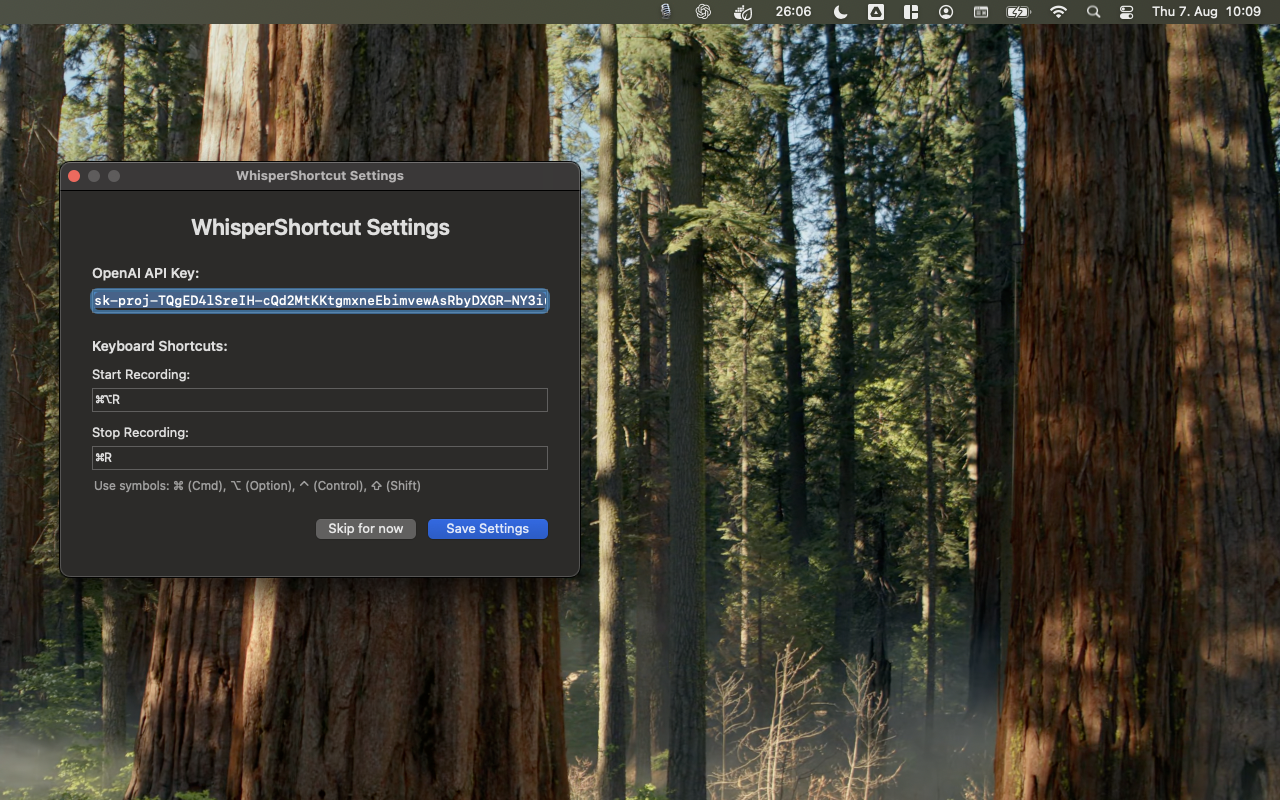 26:06
Thu 7. Aug 10:09
WhisperShortcut Settings
WhisperShortcut Settings
OpenAI API Key:
sk-proj-TQgED4lSreIH-cQd2MtKKtgmxneEbimvewAsRbyDXGR-NY3i
Keyboard Shortcuts:
Start Recording:
⌘⌥R
Stop Recording:
⌘R
Use symbols: ⌘ (Cmd), ⌥ (Option), ⌃ (Control), ⇧ (Shift)
Skip for now
Save Settings